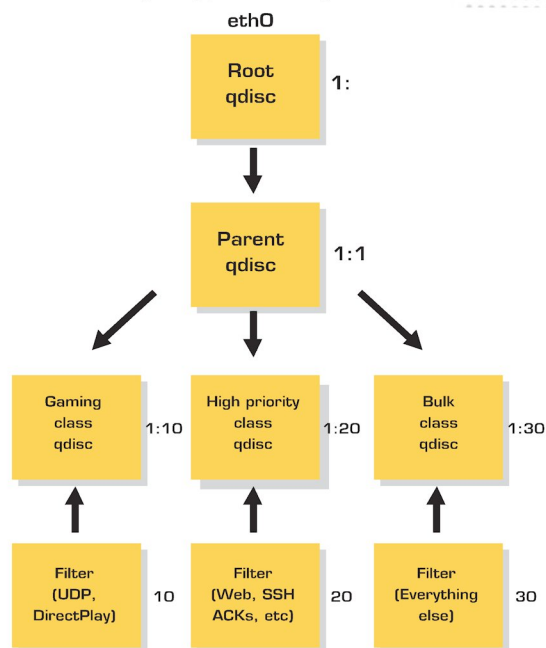 eth0
Root
qdisc
1:
Parent
qdisc
1:1
Gaming
class
qdisc
1:10
High priority
class
qdisc
1:20
Bulk
class
qdisc
1:30
Filter
(UDP,
DirectPlay)
10
Filter
(Web, SSH
ACKs, etc)
20
Filter
(Everything
else)
30